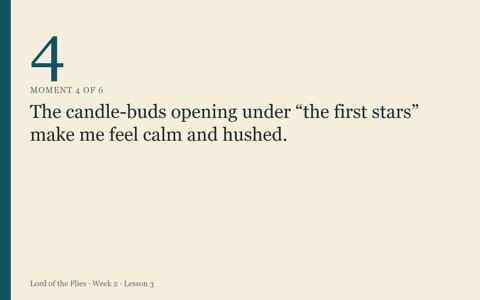 4
MOMENT 4 OF 6
The candle-buds opening under “the first stars”
make me feel calm and hushed.
Lord of the Flies · Week 2 · Lesson 3